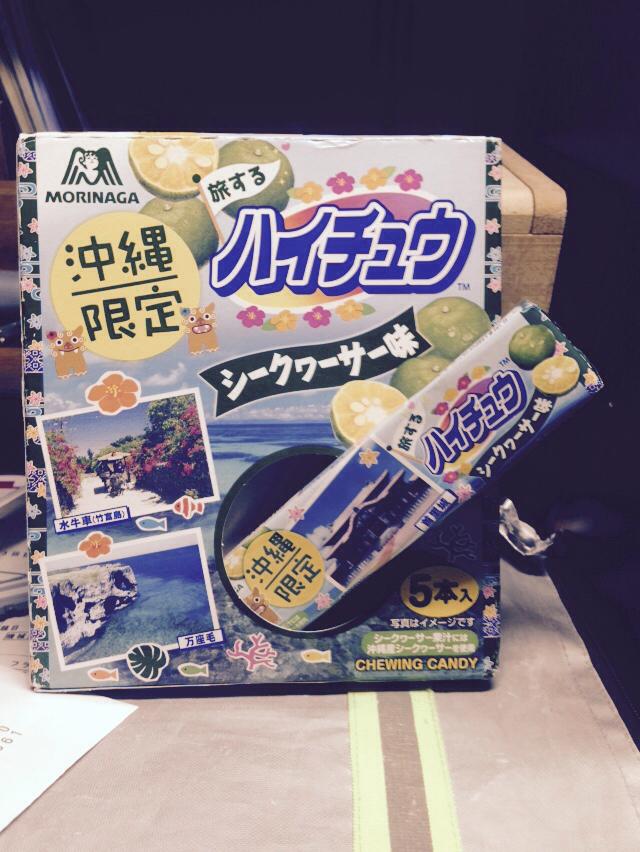 MORINAGA
旅する
ハイチュウ
TM
沖縄
限定
シークヮーサー味
水牛車(竹富島)
万座毛
旅する
ハイチュウ
シークヮーサー味
沖縄
限定
5本入
写真はイメージです
シークヮーサー果汁には
沖縄産シークヮーサーを使用
CHEWING CANDY